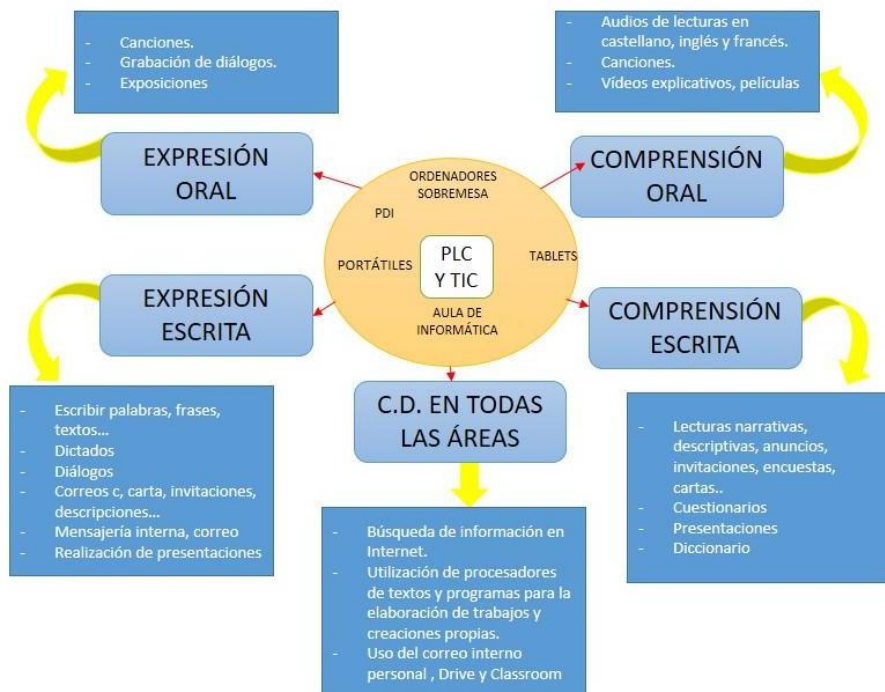 - Canciones.
- Grabación de diálogos.
- Exposiciones
- Audios de lecturas en
castellano, inglés y francés.
- Canciones.
- Vídeos explicativos, películas
EXPRESIÓN
ORAL
COMPRENSIÓN
ORAL
ORDENADORES
SOBREMESA
PDI
PORTÁTILES
PLC
Y TIC
TABLETS
AULA DE
INFORMÁTICA
EXPRESIÓN
ESCRITA
COMPRENSIÓN
ESCRITA
C.D. EN TODAS
LAS ÁREAS
- Escribir palabras, frases,
textos...
- Dictados
- Diálogos
- Correos c, carta, invitaciones,
descripciones...
- Mensajería interna, correo
- Realización de presentaciones
- Búsqueda de información en
Internet.
- Utilización de procesadores
de textos y programas para la
elaboración de trabajos y
creaciones propias.
- Uso del correo interno
personal , Drive y Classroom
- Lecturas narrativas,
descriptivas, anuncios,
invitaciones, encuestas,
cartas..
- Cuestionarios
- Presentaciones
- Diccionario